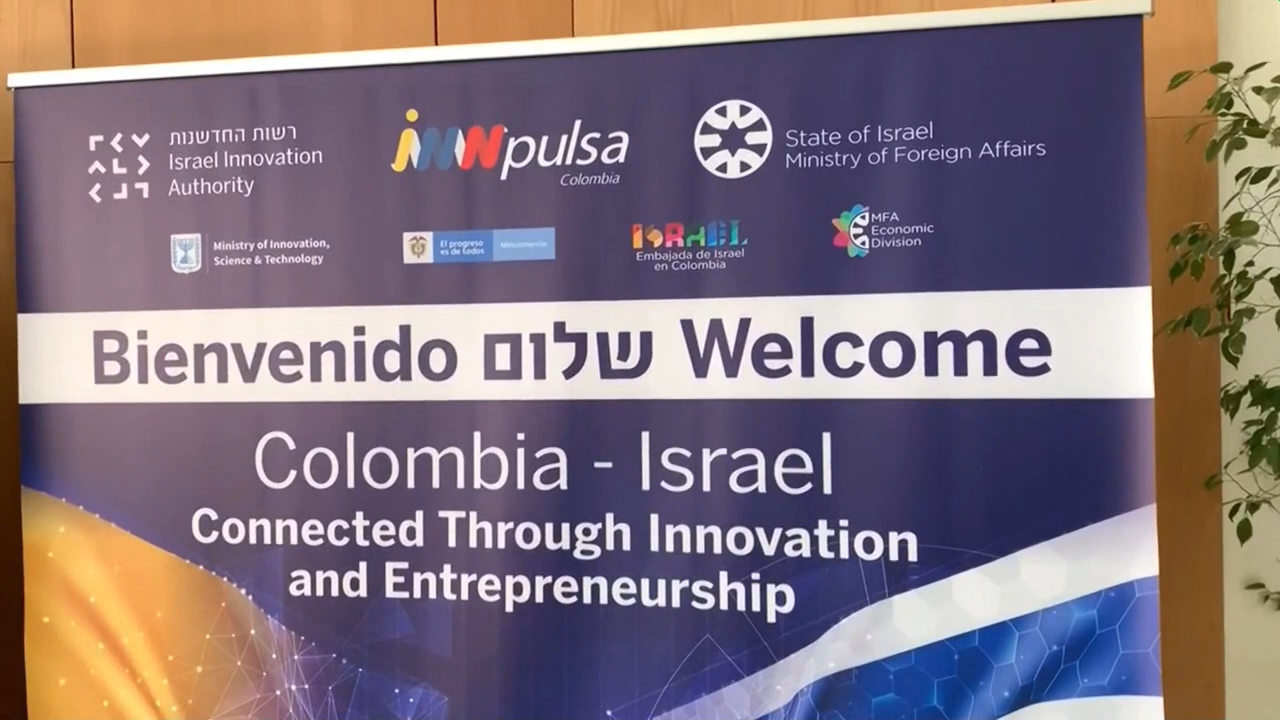 רשות החדשנות
Israel Innovation
Authority
iNNpulsa
Colombia
State of Israel
Ministry of Foreign Affairs
Ministry of Innovation,
Science & Technology
El progreso
es de todos
Mincomercio
ISRAEL
Embajada de Israel
en Colombia
MFA
Economic
Division
Bienvenido שלום Welcome
Colombia - Israel
Connected Through Innovation
and Entrepreneurship